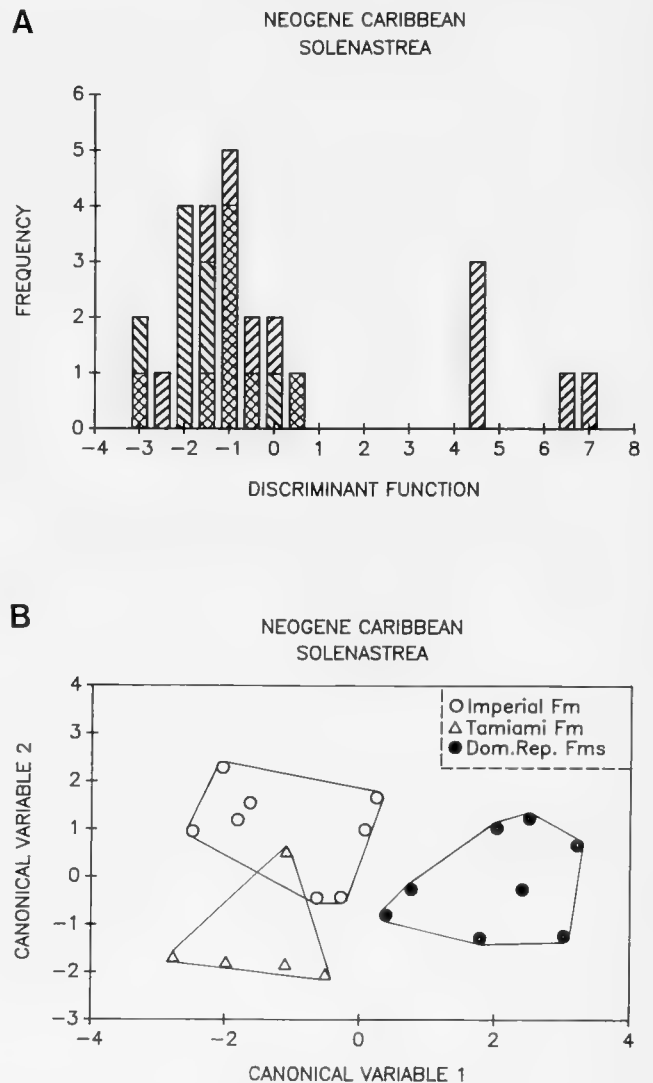 A
NEOGENE CARIBBEAN
SOLENASTREA
FREQUENCY
6
5
4
3
2
1
0
−4 −3 −2 −1 0 1 2 3 4 5 6 7 8
DISCRIMINANT FUNCTION
B
NEOGENE CARIBBEAN
SOLENASTREA
CANONICAL VARIABLE 2
4
3
2
1
0
−1
−2
−3
Imperial Fm
Tamiami Fm
Dom.Rep. Fms
−4 −2 0 2 4
CANONICAL VARIABLE 1